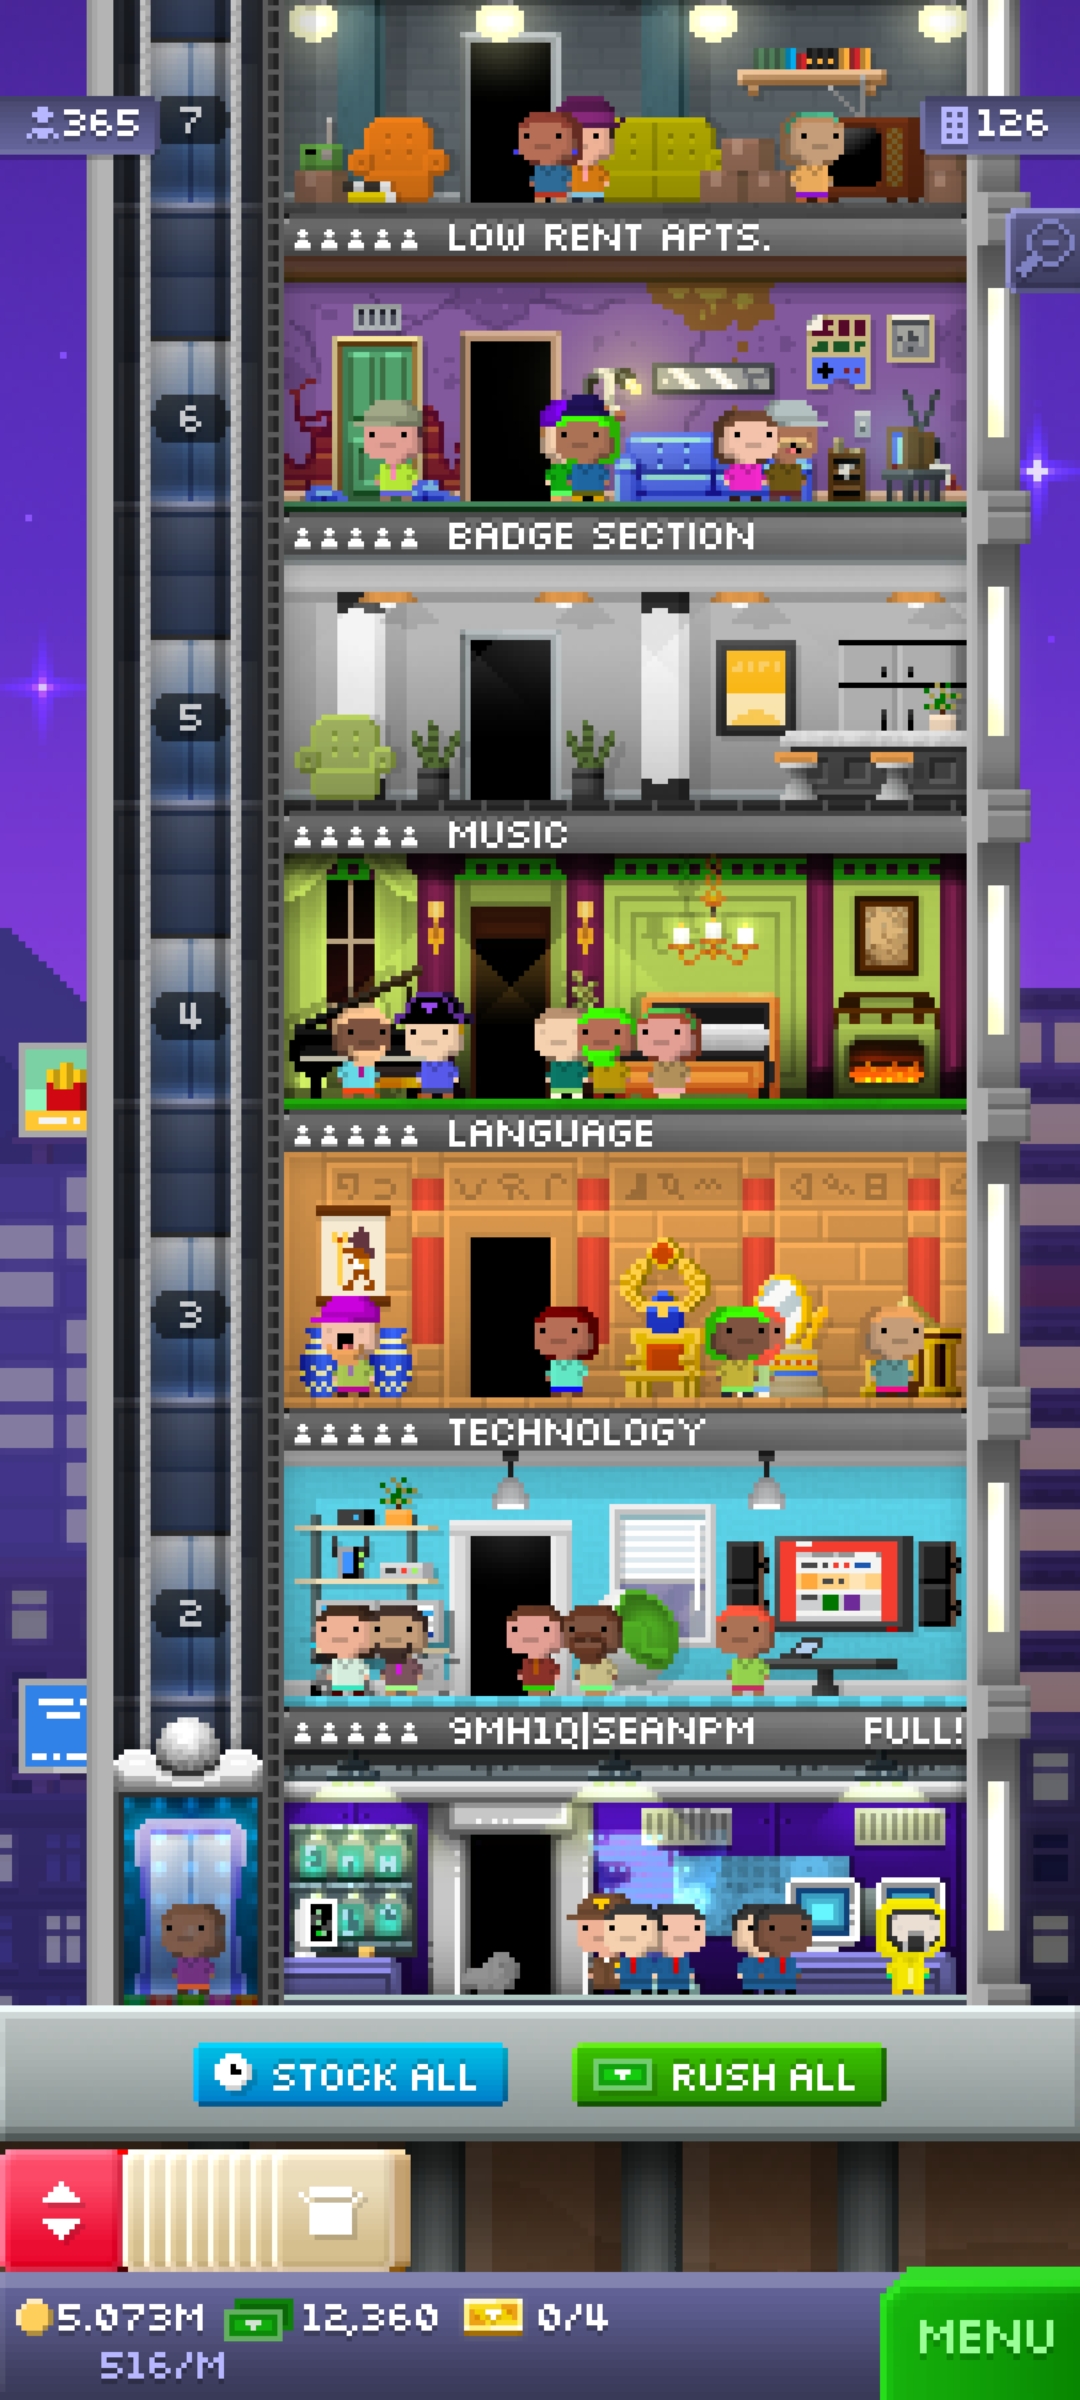 365
7
126
LOW RENT APTS.
6
BADGE SECTION
5
MUSIC
4
LANGUAGE
3
TECHNOLOGY
2
9MH1Q|SEANPM FULL!
STOCK ALL
RUSH ALL
5.073M 12,360 0/4
516/M
MENU